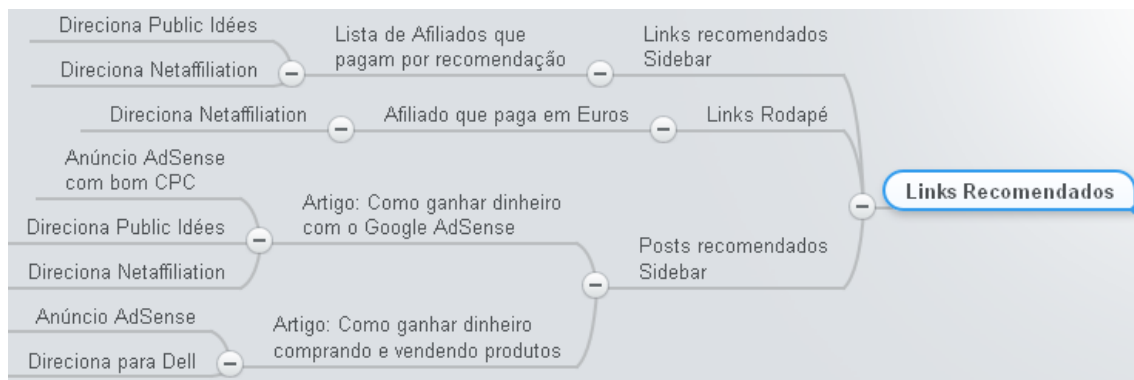 Direciona Public Idées
Direciona Netaffiliation
Lista de Afiliados que
pagam por recomendação
Links recomendados
Sidebar
Direciona Netaffiliation
Afiliado que paga em Euros
Links Rodapé
Anúncio AdSense
com bom CPC
Direciona Public Idées
Direciona Netaffiliation
Artigo: Como ganhar dinheiro
com o Google AdSense
Posts recomendados
Sidebar
Anúncio AdSense
Direciona para Dell
Artigo: Como ganhar dinheiro
comprando e vendendo produtos
Links Recomendados